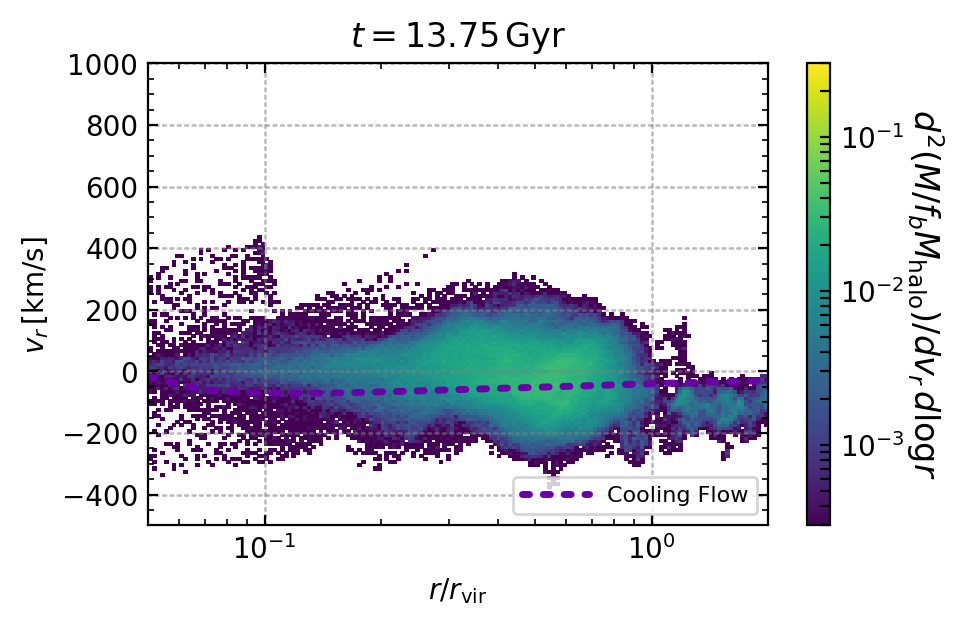 t = 13.75 Gyr
1000
800
600
400
200
0
−200
−400
v_r [km/s]
10^{-1}
10^{0}
r/r_vir
Cooling Flow
10^{-1}
10^{-2}
10^{-3}
d^2(M/f_b M_halo)/dv_r dlogr